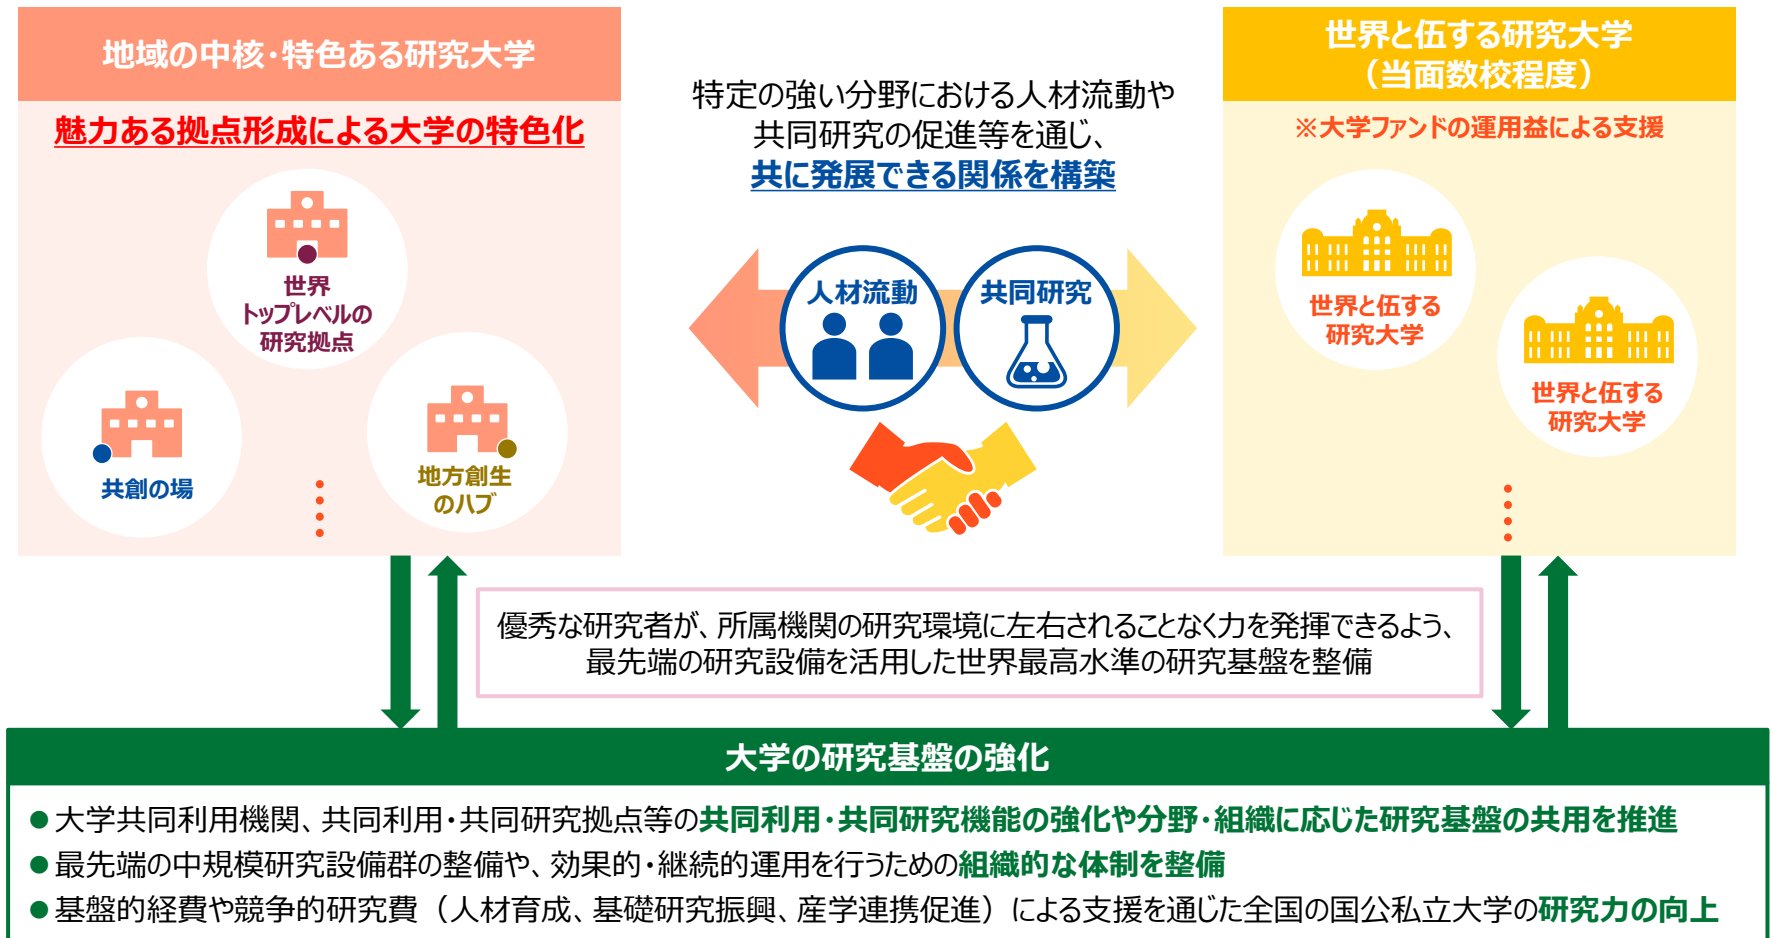 地域の中核・特色ある研究大学
魅力ある拠点形成による大学の特色化
世界
トップレベルの
研究拠点
共創の場
地方創生
のハブ
特定の強い分野における人材流動や
共同研究の促進等を通じ、
共に発展できる関係を構築
人材流動
共同研究
世界と伍する研究大学
（当面数校程度）
※大学ファンドの運用益による支援
世界と伍する
研究大学
世界と伍する
研究大学
優秀な研究者が、所属機関の研究環境に左右されることなく力を発揮できるよう、
最先端の研究設備を活用した世界最高水準の研究基盤を整備
大学の研究基盤の強化
●大学共同利用機関、共同利用・共同研究拠点等の共同利用・共同研究機能の強化や分野・組織に応じた研究基盤の共用を推進
●最先端の中規模研究設備群の整備や、効果的・継続的運用を行うための組織的な体制を整備
●基盤的経費や競争的研究費（人材育成、基礎研究振興、産学連携促進）による支援を通じた全国の国公私立大学の研究力の向上